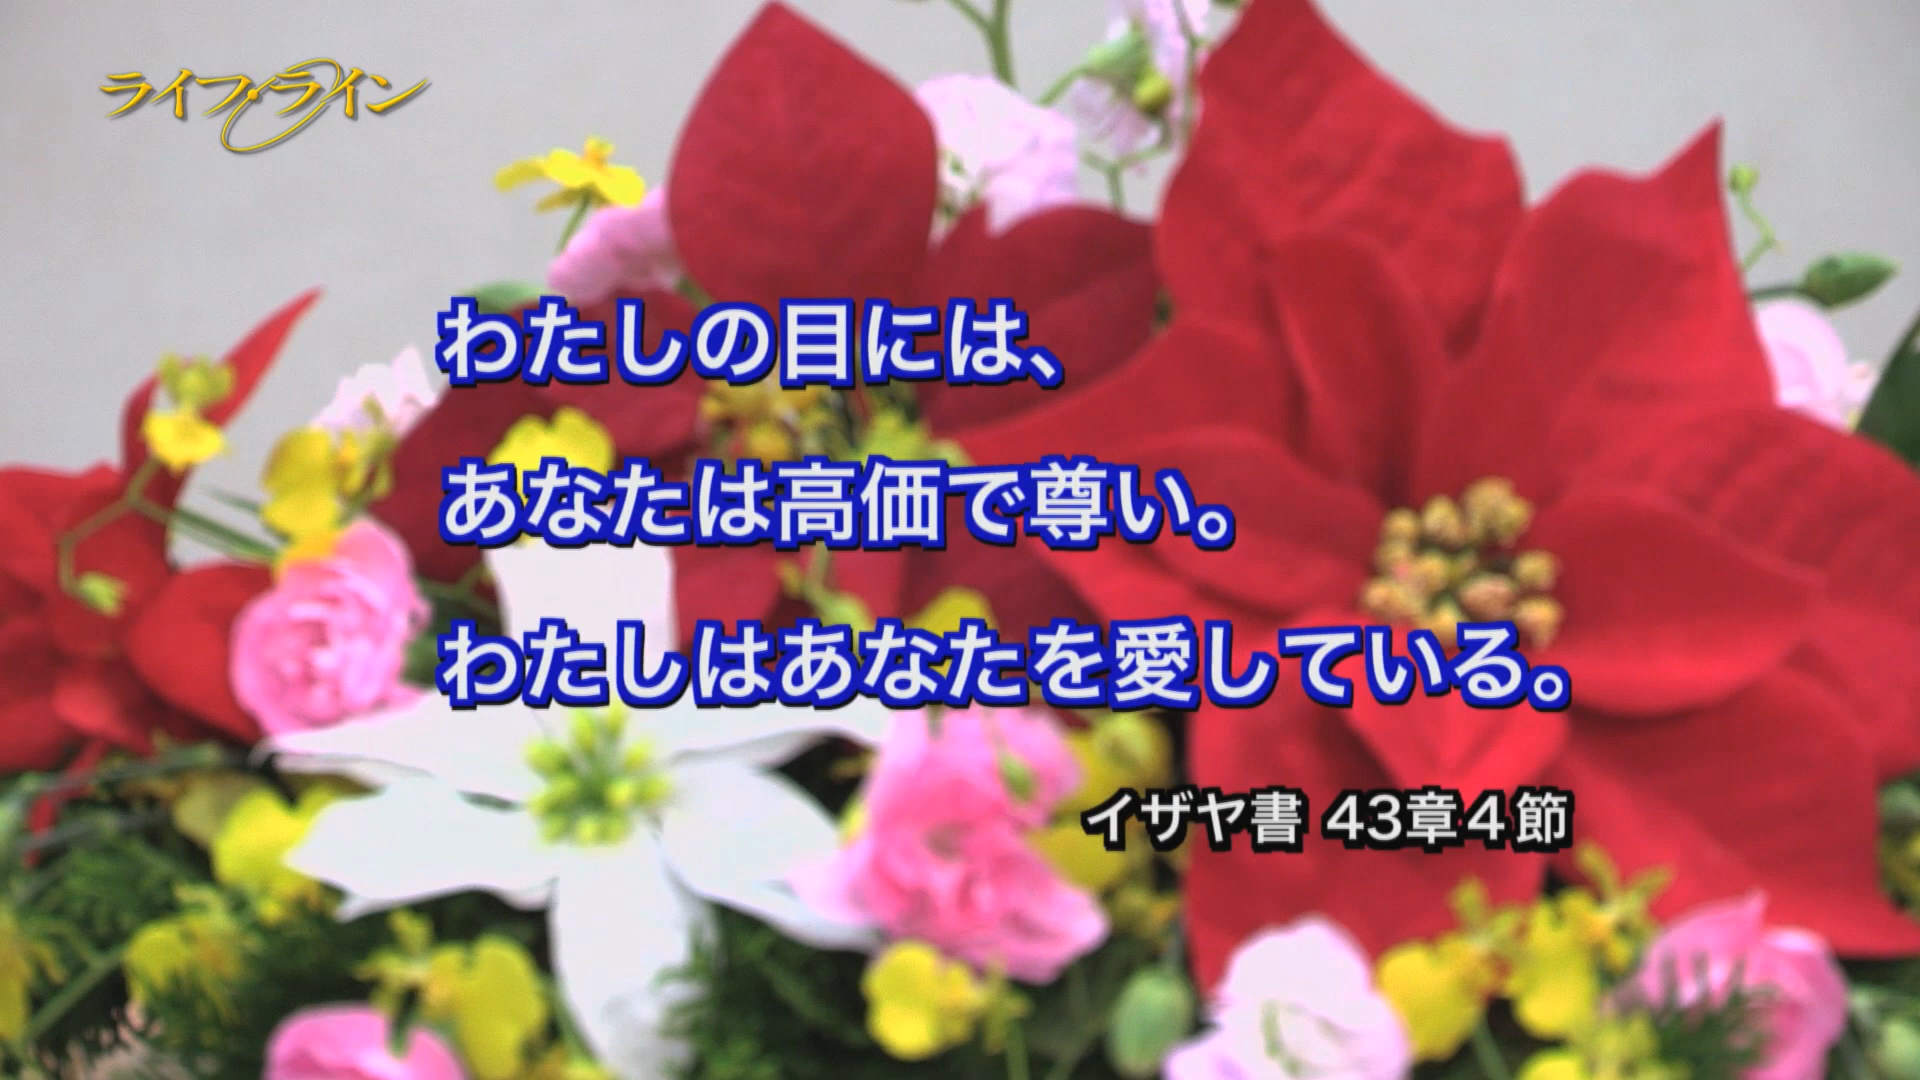 ライフ・ライン
わたしの目には、
あなたは高価で尊い。
わたしはあなたを愛している。
イザヤ書 43章４節